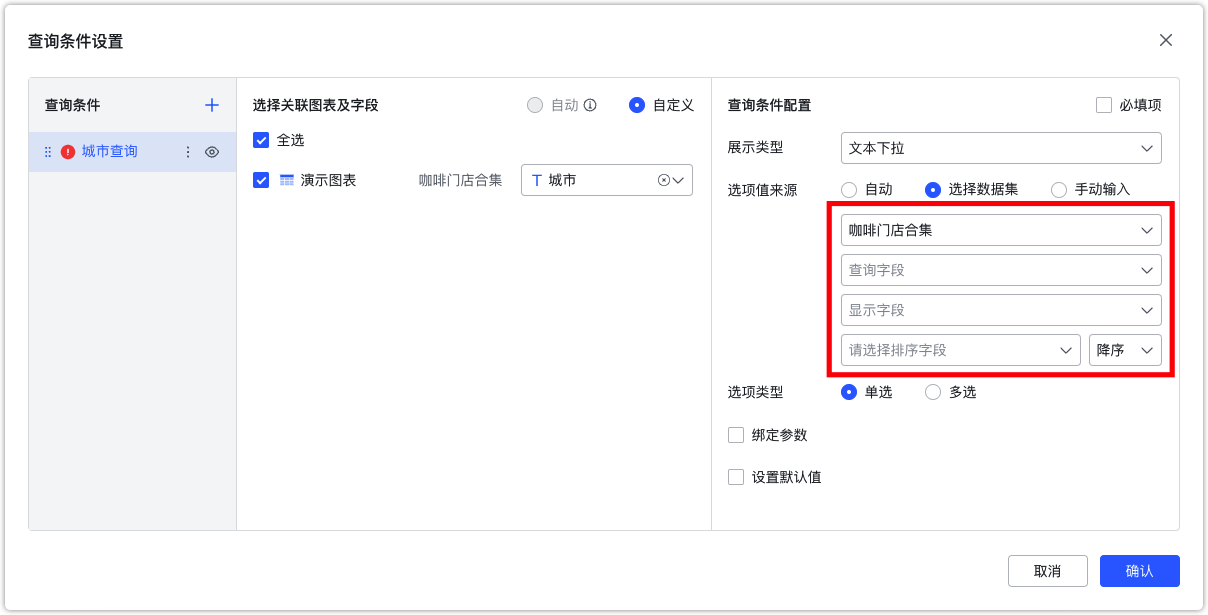 查询条件设置
查询条件
城市查询
选择关联图表及字段
自动
自定义
全选
演示图表
咖啡门店合集
T 城市
查询条件配置
必填项
展示类型
文本下拉
选项值来源
自动
选择数据集
手动输入
咖啡门店合集
查询字段
显示字段
请选择排序字段
降序
选项类型
单选
多选
绑定参数
设置默认值
取消
确认